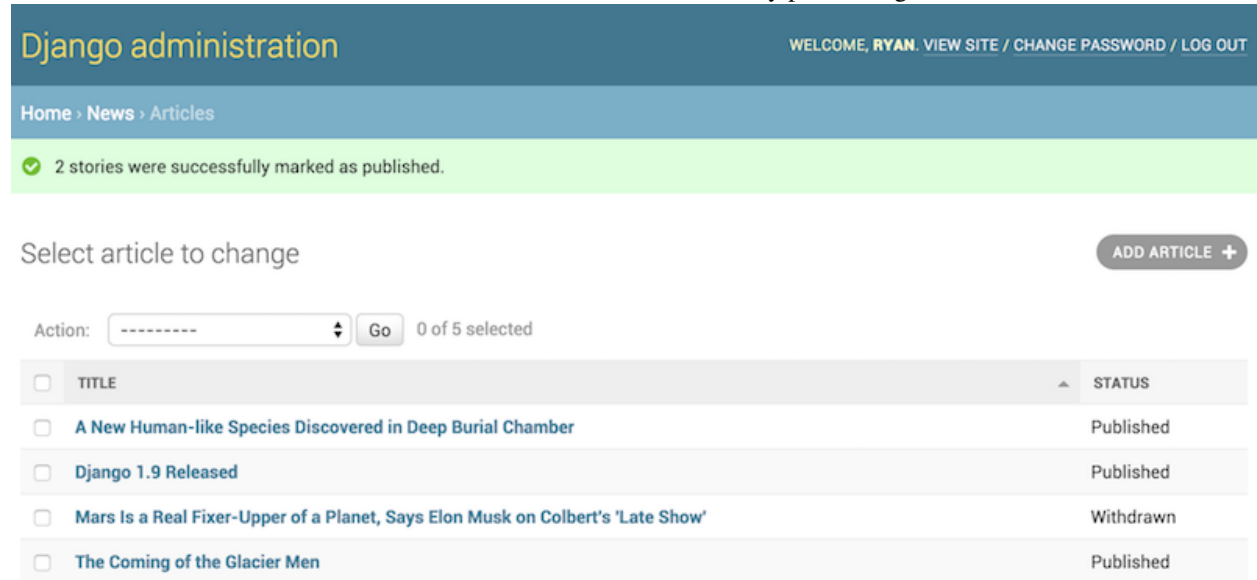 Django administration
WELCOME, RYAN. VIEW SITE / CHANGE PASSWORD / LOG OUT
Home › News › Articles
2 stories were successfully marked as published.
Select article to change
ADD ARTICLE +
Action: --------- Go 0 of 5 selected
TITLE STATUS
A New Human-like Species Discovered in Deep Burial Chamber Published
Django 1.9 Released Published
Mars Is a Real Fixer-Upper of a Planet, Says Elon Musk on Colbert's 'Late Show' Withdrawn
The Coming of the Glacier Men Published